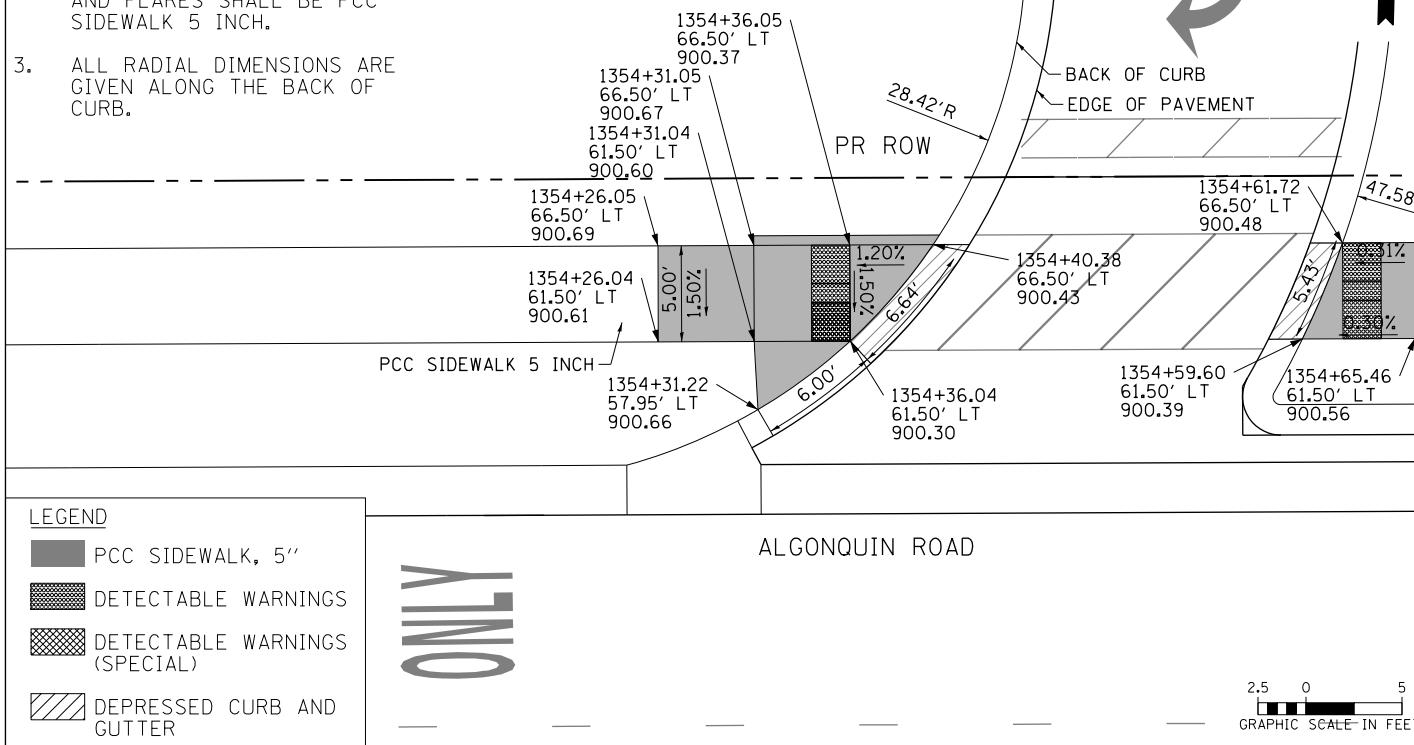 AND FLARES SHALL BE PCC
SIDEWALK 5 INCH.
3. ALL RADIAL DIMENSIONS ARE
GIVEN ALONG THE BACK OF
CURB.
1354+36.05
66.50' LT
900.37
1354+31.05
66.50' LT
900.67
1354+31.04
61.50' LT
900.60
1354+26.05
66.50' LT
900.69
1354+26.04
61.50' LT
900.61
PCC SIDEWALK 5 INCH
5.00'
1.50%
1354+31.22
57.95' LT
900.66
28.42'R
PR ROW
BACK OF CURB
EDGE OF PAVEMENT
1.20%
1.50%
6.64'
6.00'
1354+40.38
66.50' LT
900.43
1354+36.04
61.50' LT
900.30
1354+61.72
66.50' LT
900.48
47.58
0.31%
5.43'
0.30%
1354+59.60
61.50' LT
900.39
1354+65.46
61.50' LT
900.56
ALGONQUIN ROAD
ONLY
LEGEND
PCC SIDEWALK, 5"
DETECTABLE WARNINGS
DETECTABLE WARNINGS
(SPECIAL)
DEPRESSED CURB AND
GUTTER
2.5 0 5
GRAPHIC SCALE IN FEE